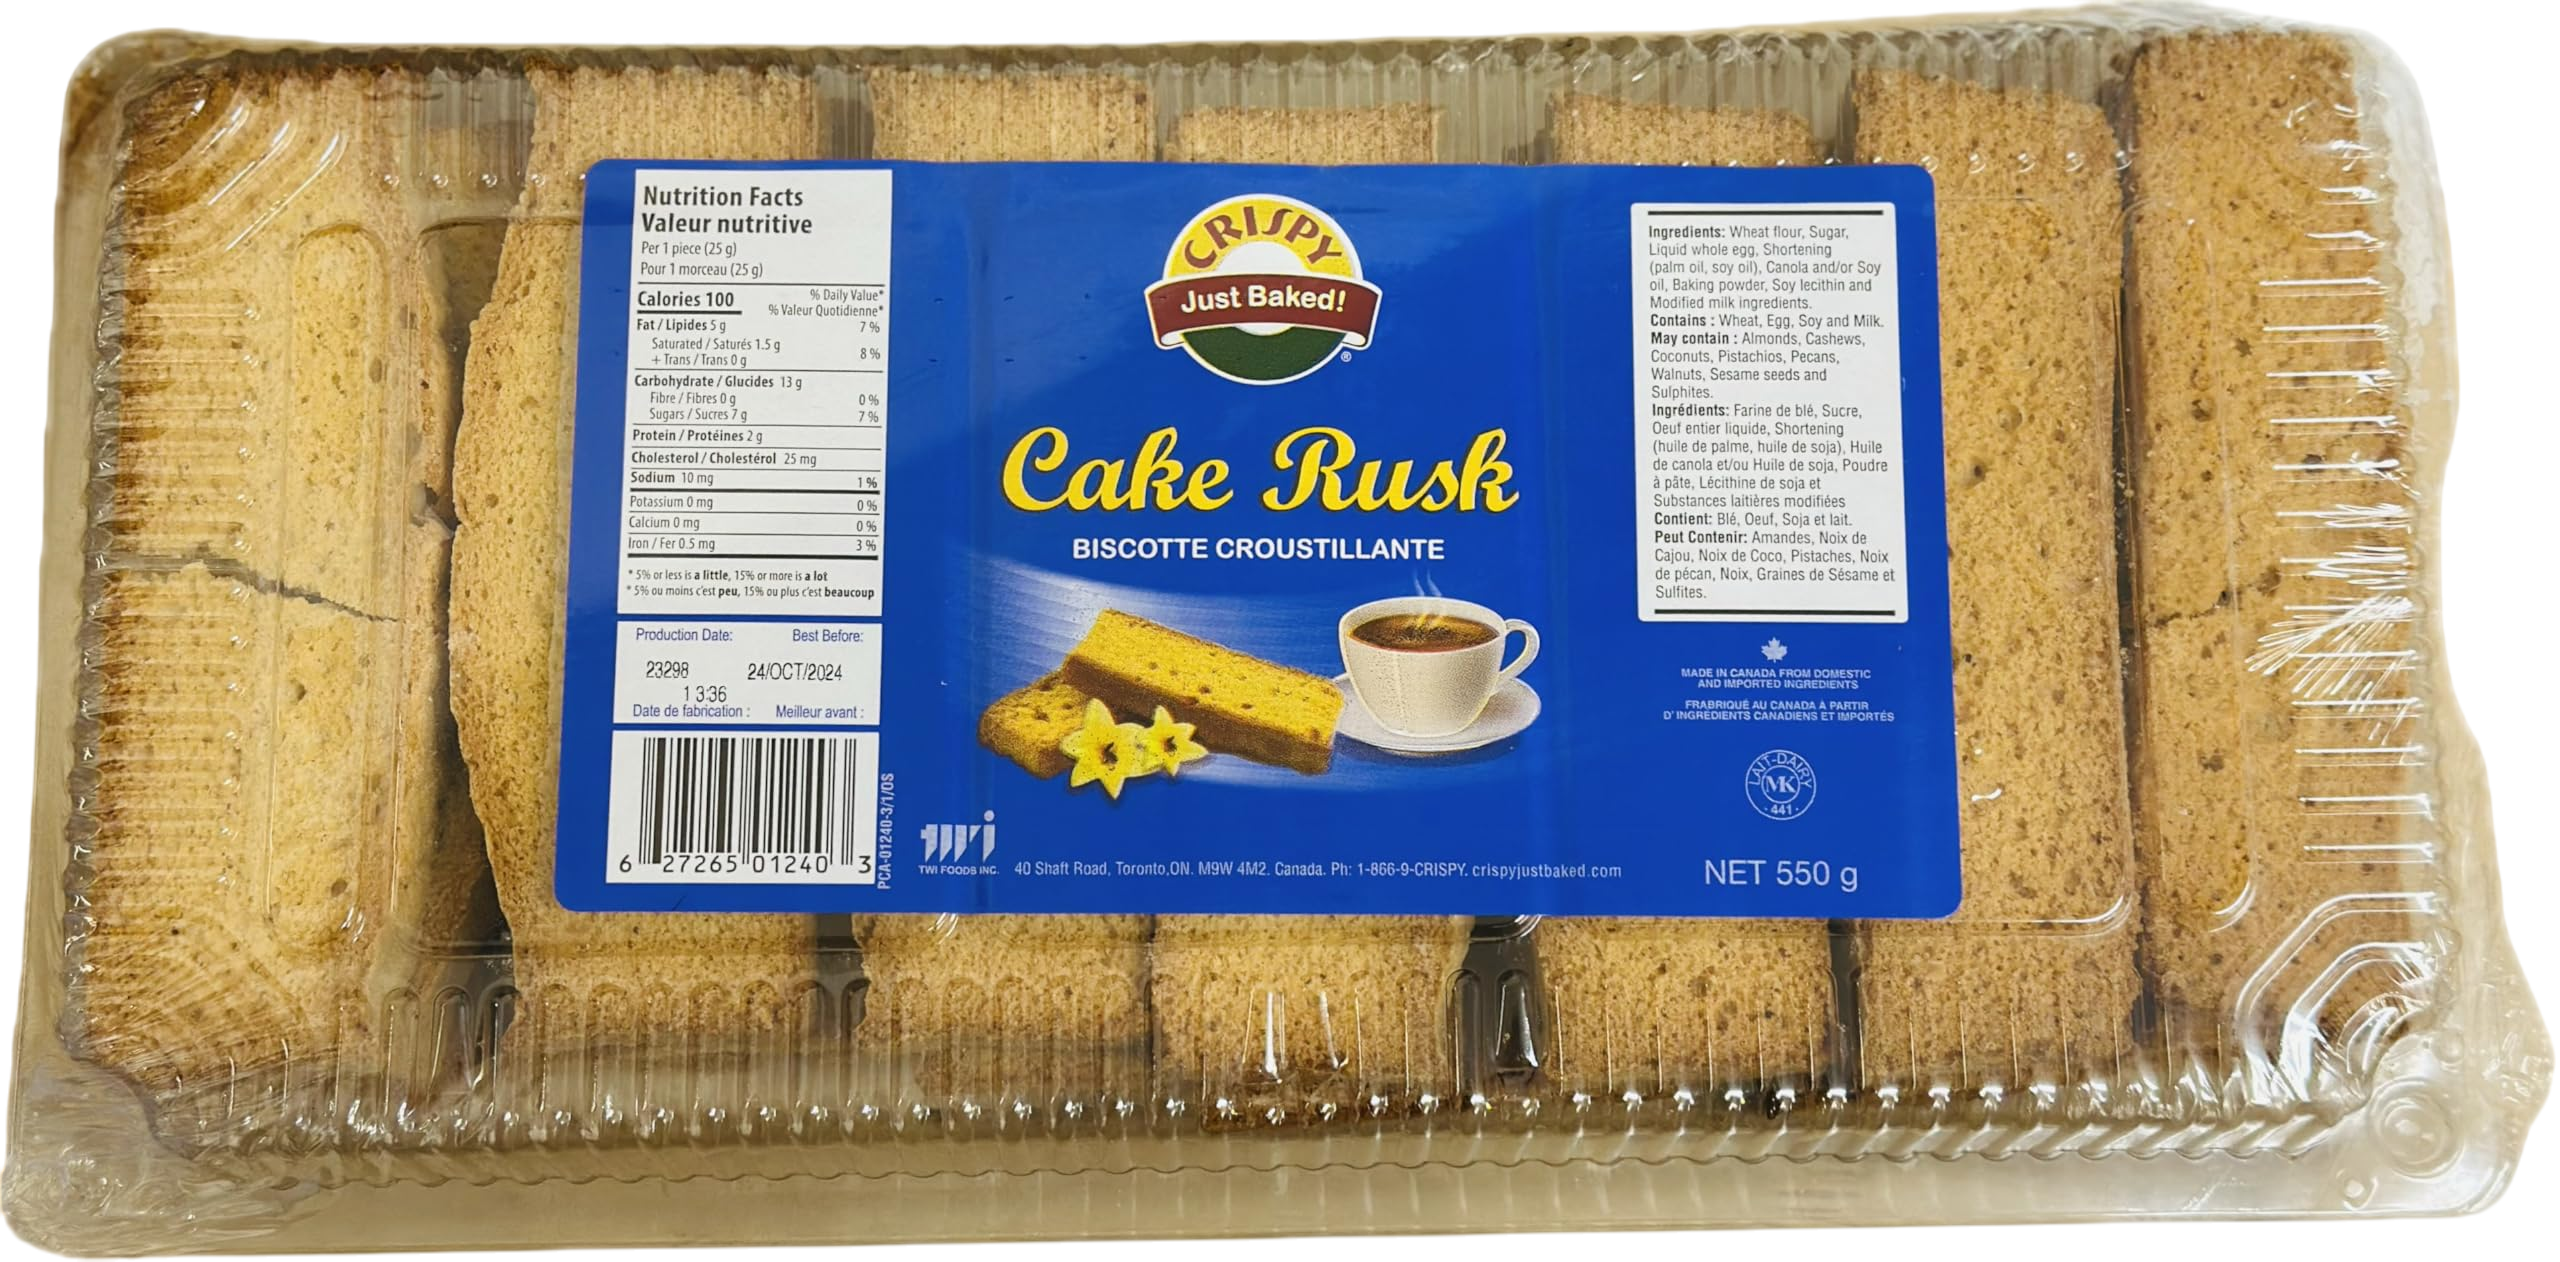 Nutrition Facts
Valeur nutritive
Per 1 piece (25 g)
Pour 1 morceau (25 g)
Calories 100
% Daily Value*
% Valeur Quotidienne*
Fat / Lipides 5 g 7 %
Saturated / Saturés 1.5 g
+ Trans / Trans 0 g 8 %
Carbohydrate / Glucides 13 g
Fibre / Fibres 0 g 0 %
Sugars / Sucres 7 g 7 %
Protein / Protéines 2 g
Cholesterol / Cholestérol 25 mg
Sodium 10 mg 1 %
Potassium 0 mg 0 %
Calcium 0 mg 0 %
Iron / Fer 0.5 mg 3 %
* 5% or less is a little, 15% or more is a lot
* 5% ou moins c'est peu, 15% ou plus c'est beaucoup
Production Date: Best Before:
23298 24/OCT/2024
1 3:36
Date de fabrication : Meilleur avant :
6 27265 01240 3
PCA-01240-3/1/OS
CRISPY
Just Baked!
®
Cake Rusk
BISCOTTE CROUSTILLANTE
twi
TWI FOODS INC.
40 Shaft Road, Toronto,ON. M9W 4M2. Canada. Ph: 1-866-9-CRISPY. crispyjustbaked.com
Ingredients: Wheat flour, Sugar,
Liquid whole egg, Shortening
(palm oil, soy oil), Canola and/or Soy
oil, Baking powder, Soy lecithin and
Modified milk ingredients.
Contains : Wheat, Egg, Soy and Milk.
May contain : Almonds, Cashews,
Coconuts, Pistachios, Pecans,
Walnuts, Sesame seeds and
Sulphites.
Ingrédients: Farine de blé, Sucre,
Oeuf entier liquide, Shortening
(huile de palme, huile de soja), Huile
de canola et/ou Huile de soja, Poudre
à pâte, Lécithine de soja et
Substances laitières modifiées
Contient: Blé, Oeuf, Soja et lait.
Peut Contenir: Amandes, Noix de
Cajou, Noix de Coco, Pistaches, Noix
de pécan, Noix, Graines de Sésame et
Sulfites.
MADE IN CANADA FROM DOMESTIC
AND IMPORTED INGREDIENTS
FRABRIQUÉ AU CANADA À PARTIR
D' INGREDIENTS CANADIENS ET IMPORTÉS
LAIT-DAIRY
MK
· 441 ·
NET 550 g